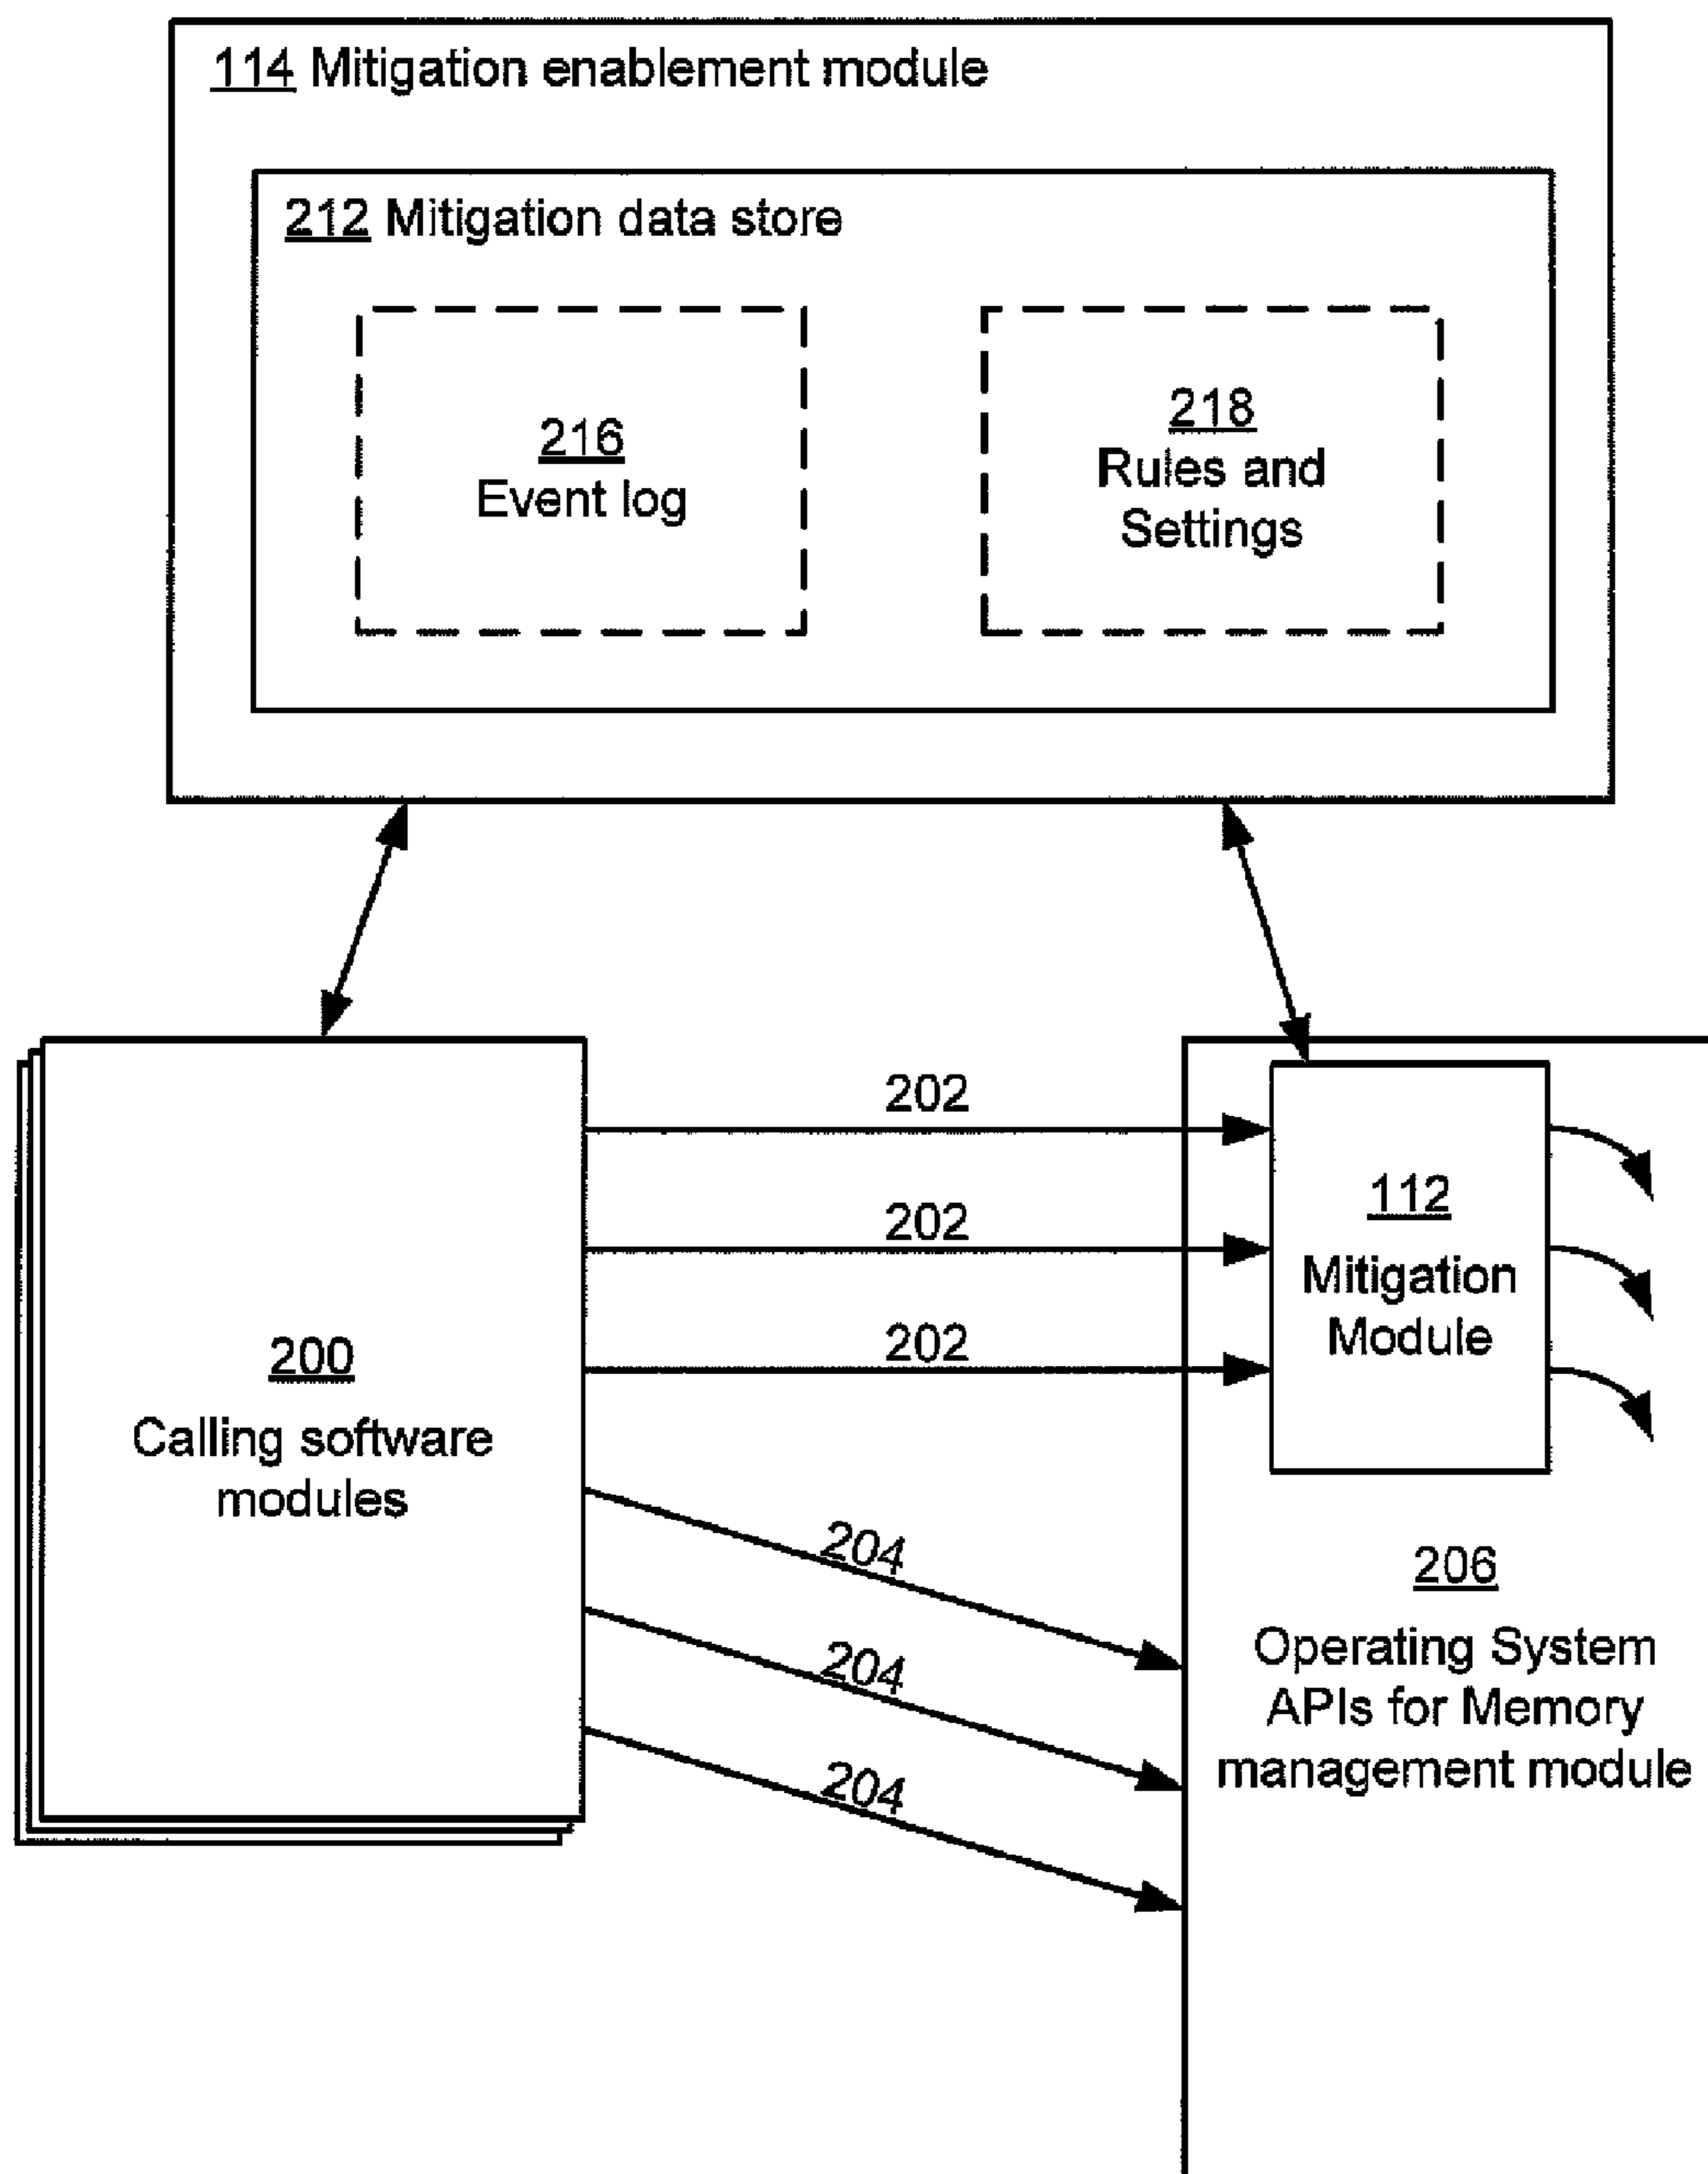 114 Mitigation enablement module
212 Mitigation data store
216
Event log
218
Rules and
Settings
202
202
202
112
Mitigation
Module
200
Calling software
modules
204
204
204
206
Operating System
APIs for Memory
management module